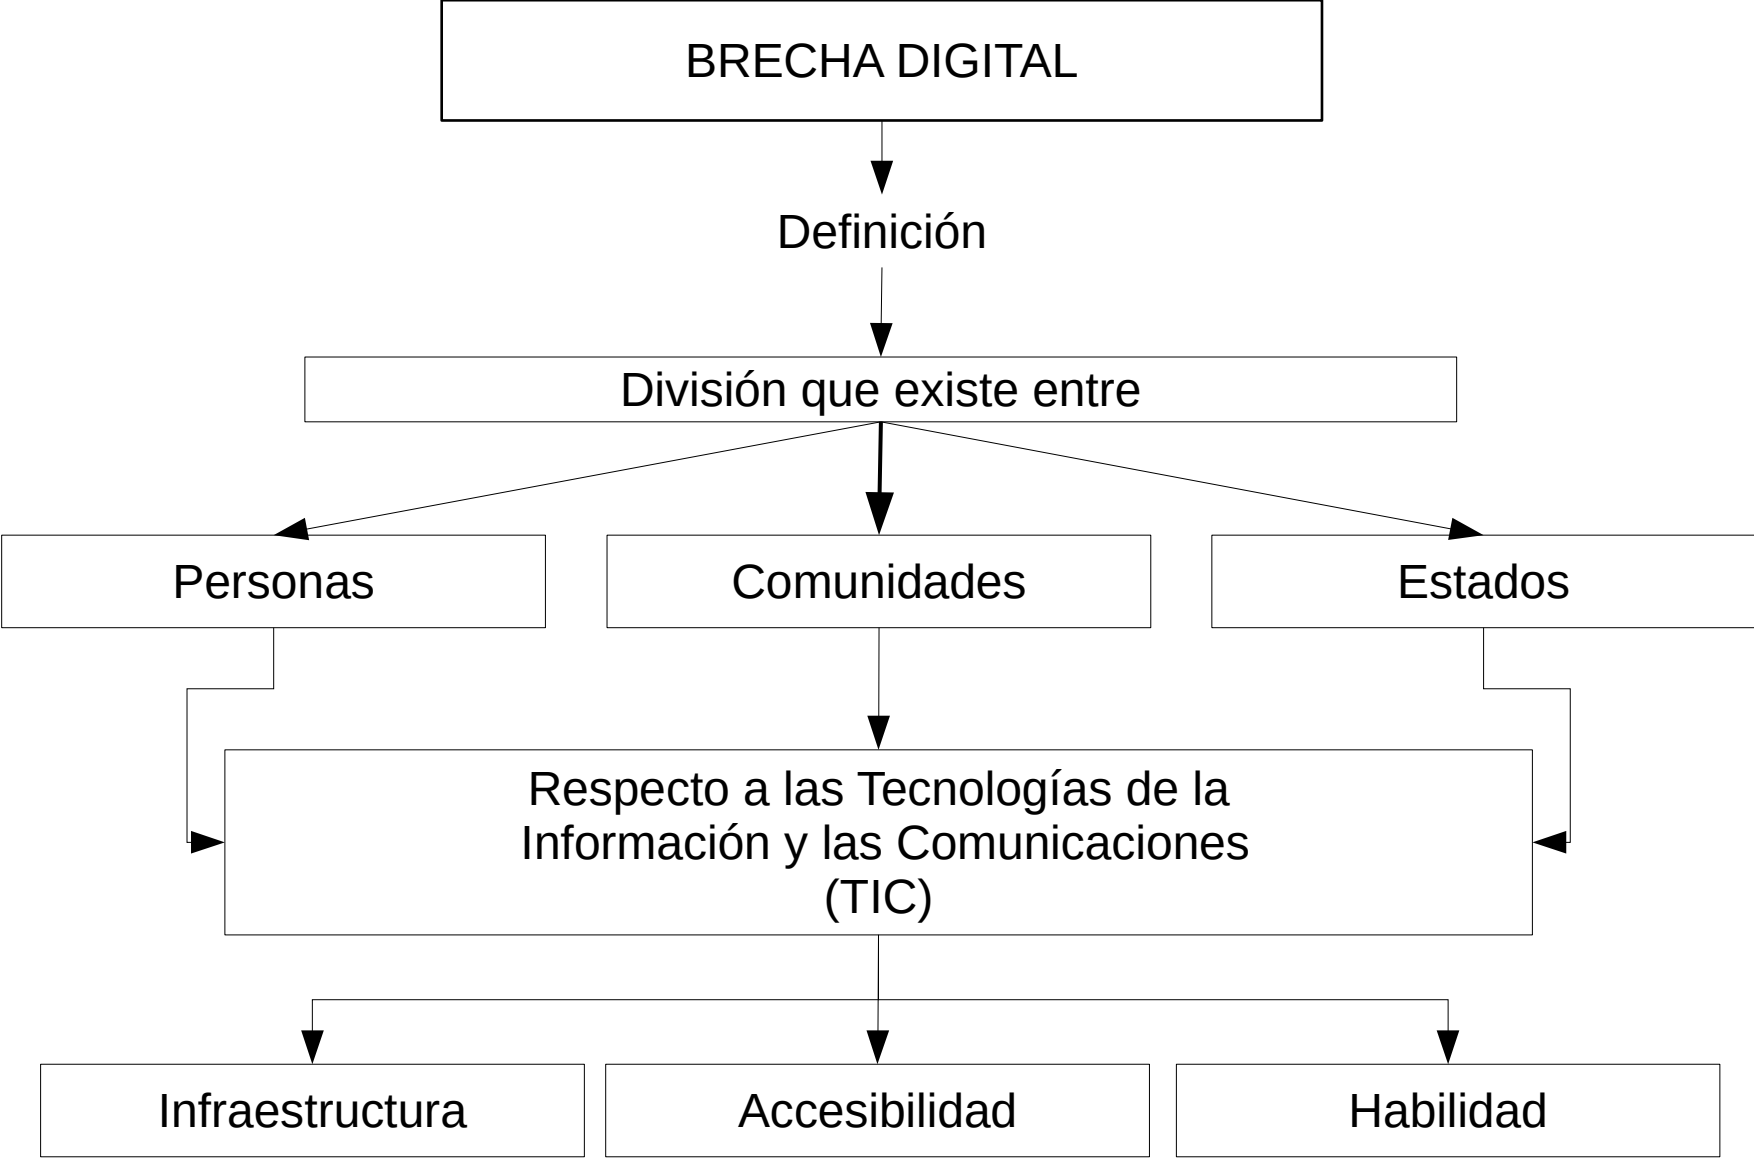 BRECHA DIGITAL
Definición
División que existe entre
Personas
Comunidades
Estados
Respecto a las Tecnologías de la
Información y las Comunicaciones
(TIC)
Infraestructura
Accesibilidad
Habilidad